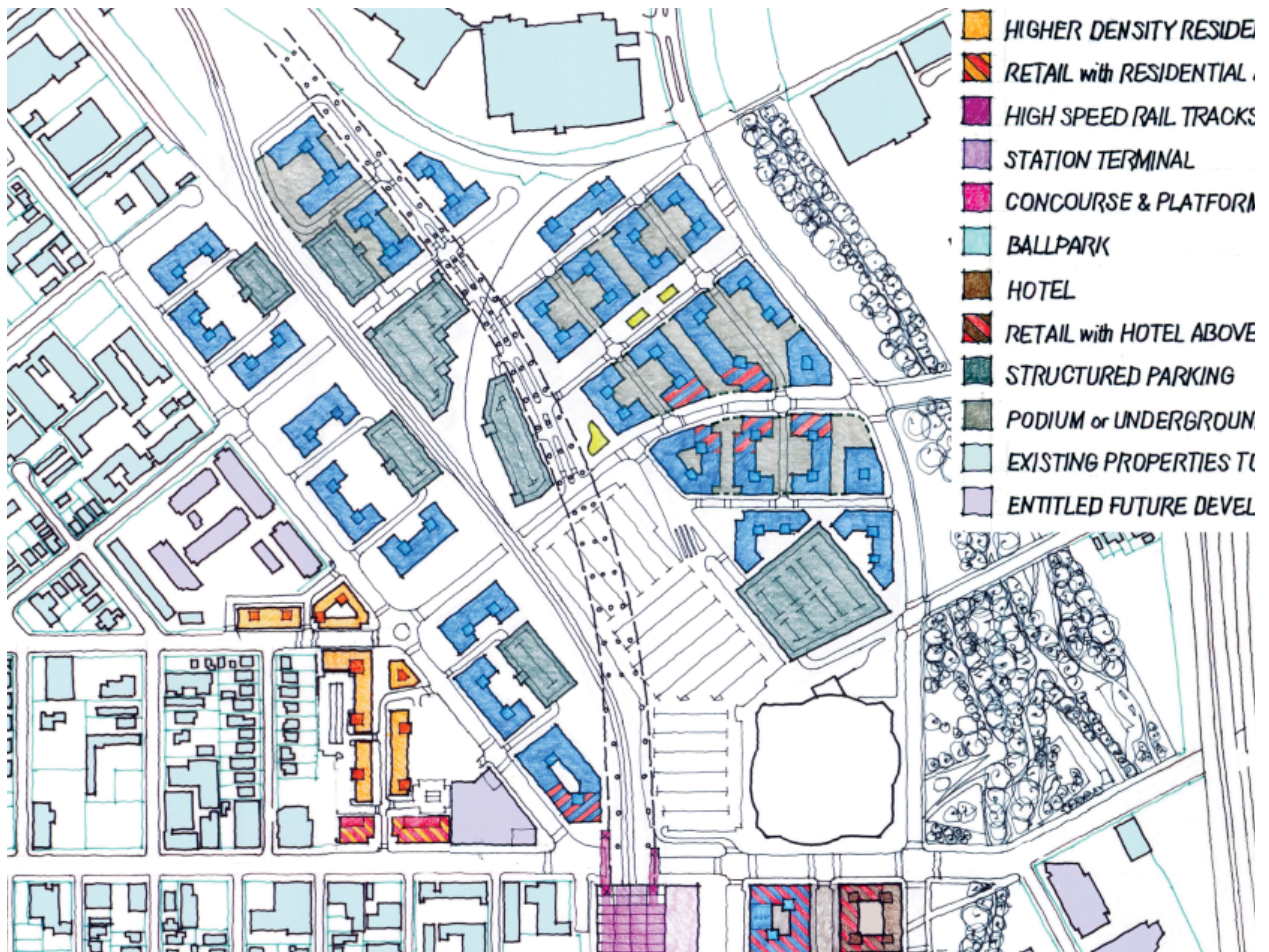 HIGHER DENSITY RESIDE
RETAIL with RESIDENTIAL
HIGH SPEED RAIL TRACKS
STATION TERMINAL
CONCOURSE & PLATFORM
BALLPARK
HOTEL
RETAIL with HOTEL ABOVE
STRUCTURED PARKING
PODIUM or UNDERGROUN
EXISTING PROPERTIES TO
ENTITLED FUTURE DEVEL